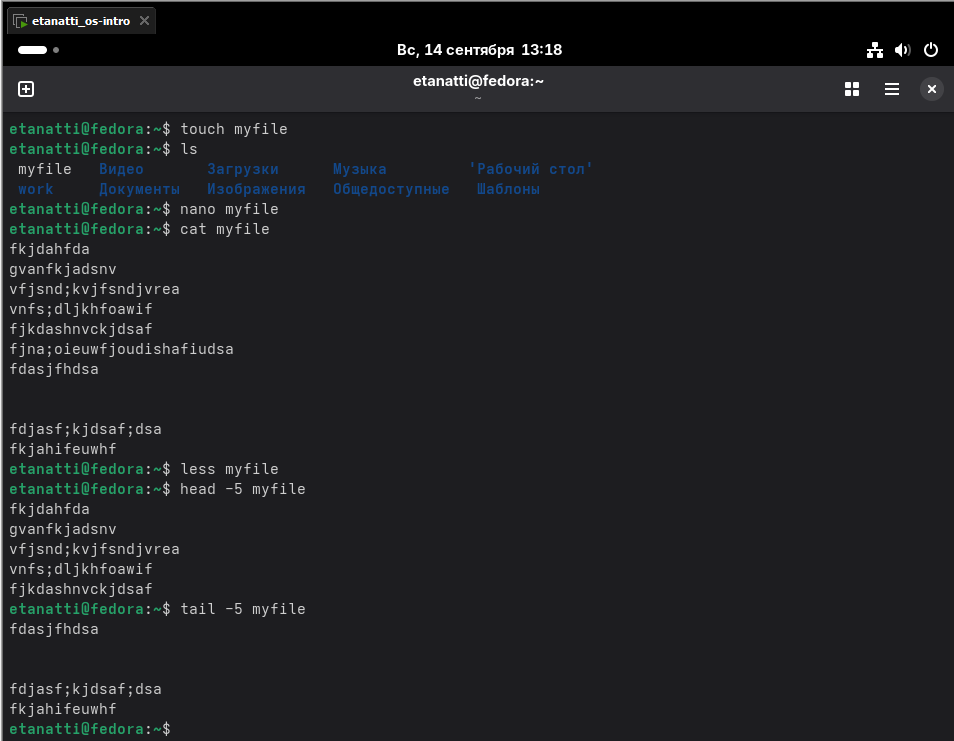 etanatti_os-intro
Вс, 14 сентября 13:18
etanatti@fedora:~
~
etanatti@fedora:~$ touch myfile
etanatti@fedora:~$ ls
myfile Видео Загрузки Музыка 'Рабочий стол'
work Документы Изображения Общедоступные Шаблоны
etanatti@fedora:~$ nano myfile
etanatti@fedora:~$ cat myfile
fkjdahfda
gvanfkjadsnv
vfjsnd;kvjfsndjvrea
vnfs;dljkhfoawif
fjkdashnvckjdsaf
fjna;oieuwfjoudishafiudsa
fdasjfhdsa
fdjasf;kjdsaf;dsa
fkjahifeuwhf
etanatti@fedora:~$ less myfile
etanatti@fedora:~$ head -5 myfile
fkjdahfda
gvanfkjadsnv
vfjsnd;kvjfsndjvrea
vnfs;dljkhfoawif
fjkdashnvckjdsaf
etanatti@fedora:~$ tail -5 myfile
fdasjfhdsa
fdjasf;kjdsaf;dsa
fkjahifeuwhf
etanatti@fedora:~$